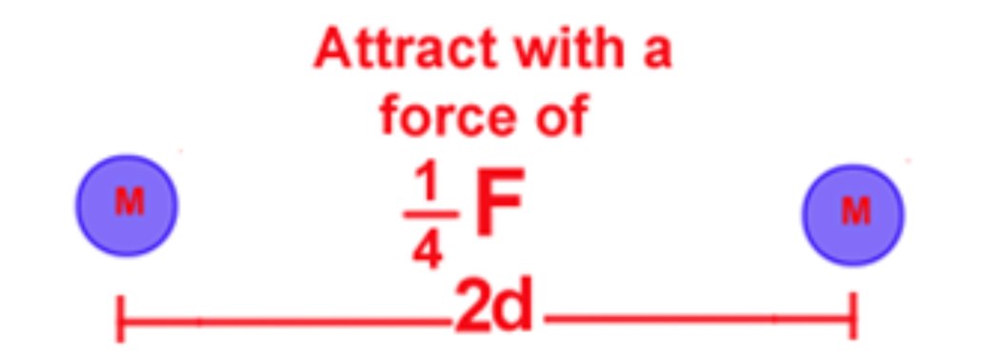 Attract with a
force of
1/4 F
M
M
2d